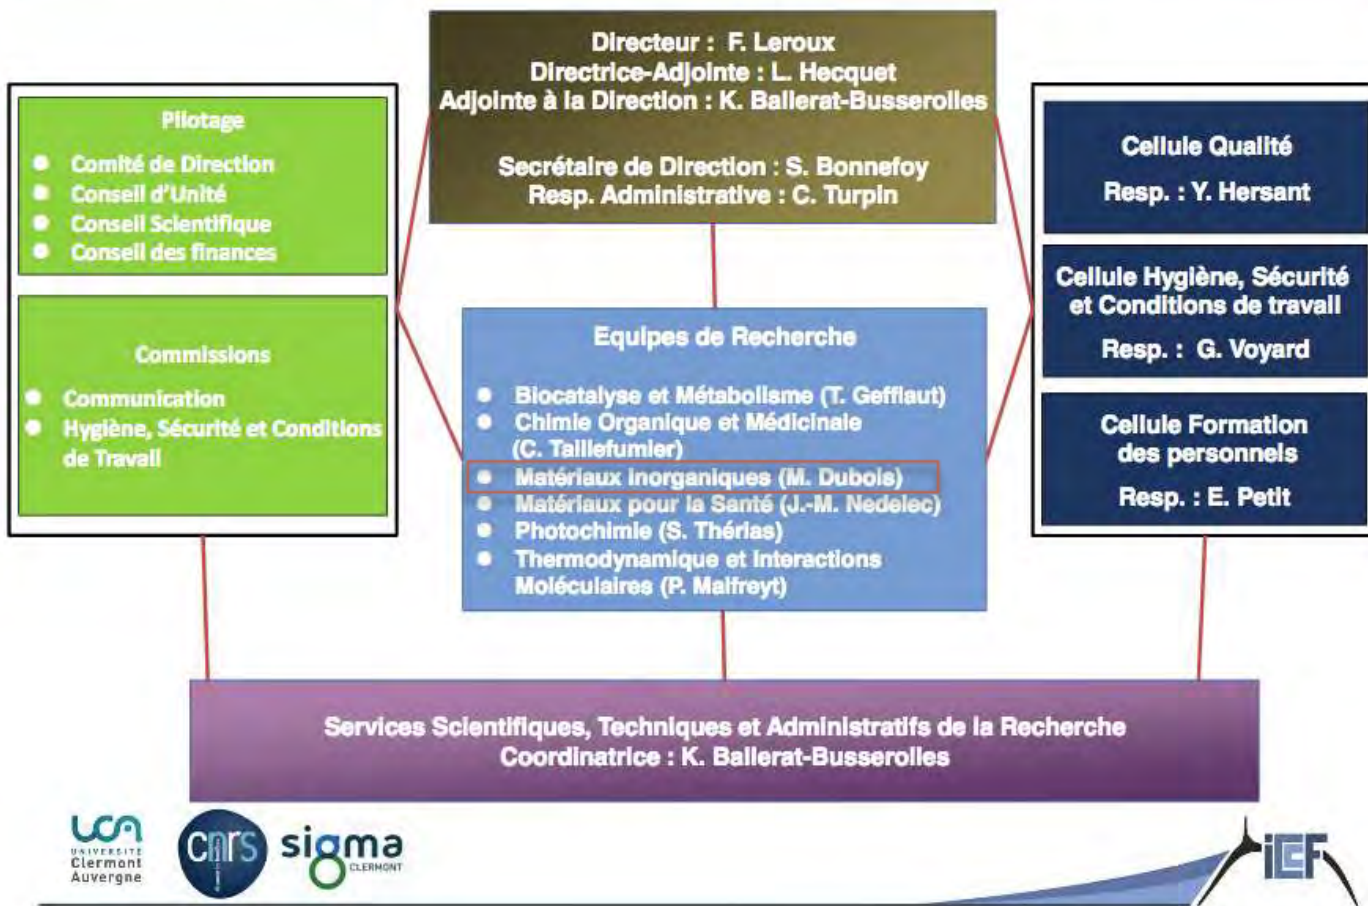 Directeur : F. Leroux
Directrice-Adjointe : L. Hecquet
Adjointe à la Direction : K. Ballerat-Busserolles
Secrétaire de Direction : S. Bonnefoy
Resp. Administrative : C. Turpin
Pilotage
Comité de Direction
Conseil d'Unité
Conseil Scientifique
Conseil des finances
Commissions
Communication
Hygiène, Sécurité et Conditions
de Travail
Equipes de Recherche
Biocatalyse et Métabolisme (T. Gefflaut)
Chimie Organique et Médicinale
(C. Taillefumier)
Matériaux Inorganiques (M. Dubois)
Matériaux pour la Santé (J.-M. Nedelec)
Photochimie (S. Thérias)
Thermodynamique et Interactions
Moléculaires (P. Malfreyt)
Cellule Qualité
Resp. : Y. Hersant
Cellule Hygiène, Sécurité
et Conditions de travail
Resp. : G. Voyard
Cellule Formation
des personnels
Resp. : E. Petit
Services Scientifiques, Techniques et Administratifs de la Recherche
Coordinatrice : K. Ballerat-Busserolles
UCA
UNIVERSITÉ
Clermont
Auvergne
cnrs
sigma
CLERMONT
iCCF